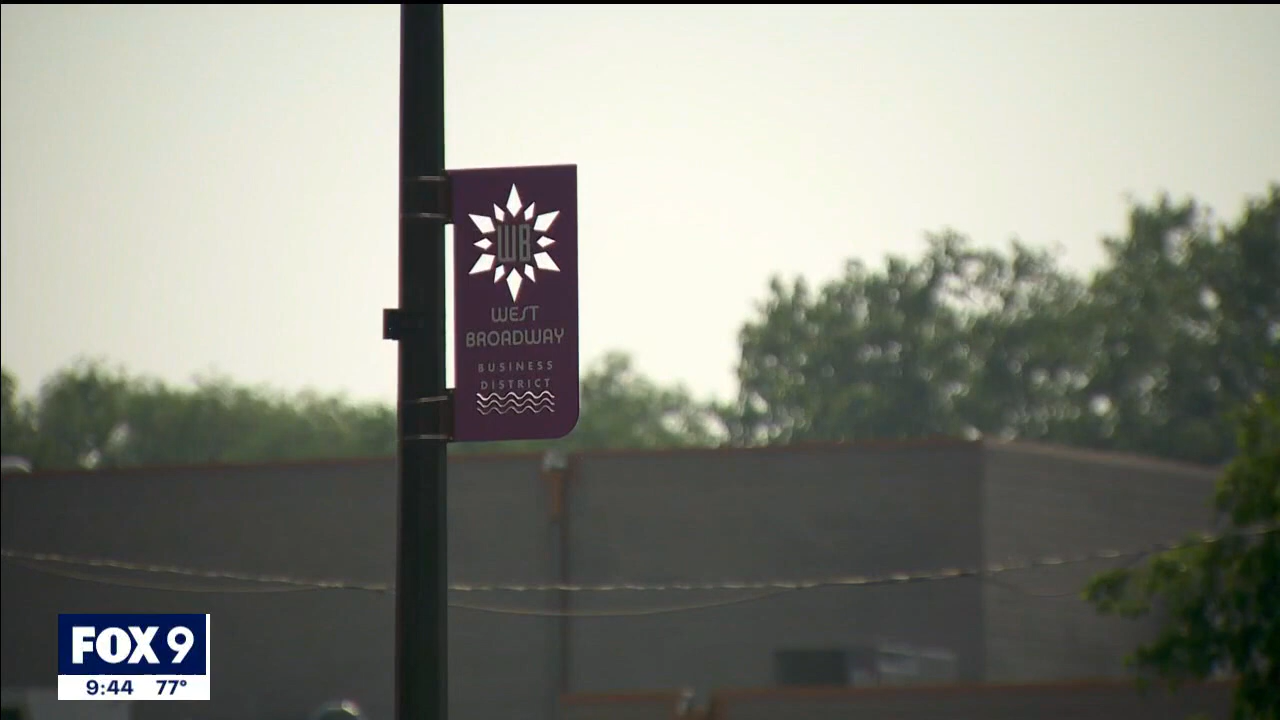 WB
WEST
BROADWAY
BUSINESS
DISTRICT
FOX 9
9:44 77°